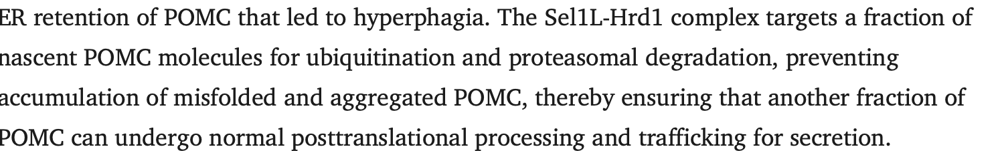 ER retention of POMC that led to hyperphagia. The Sel1L-Hrd1 complex targets a fraction of
nascent POMC molecules for ubiquitination and proteasomal degradation, preventing
accumulation of misfolded and aggregated POMC, thereby ensuring that another fraction of
POMC can undergo normal posttranslational processing and trafficking for secretion.